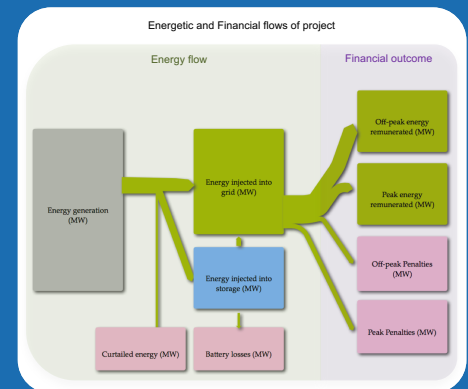 Energetic and Financial flows of project
Energy flow
Financial outcome
Off-peak energy
remunerated (MW)
Energy generation
(MW)
Energy injected into
grid (MW)
Peak energy
remunerated (MW)
Energy injected into
storage (MW)
Off-peak Penalties
(MW)
Curtailed energy (MW)
Battery losses (MW)
Peak Penalties (MW)